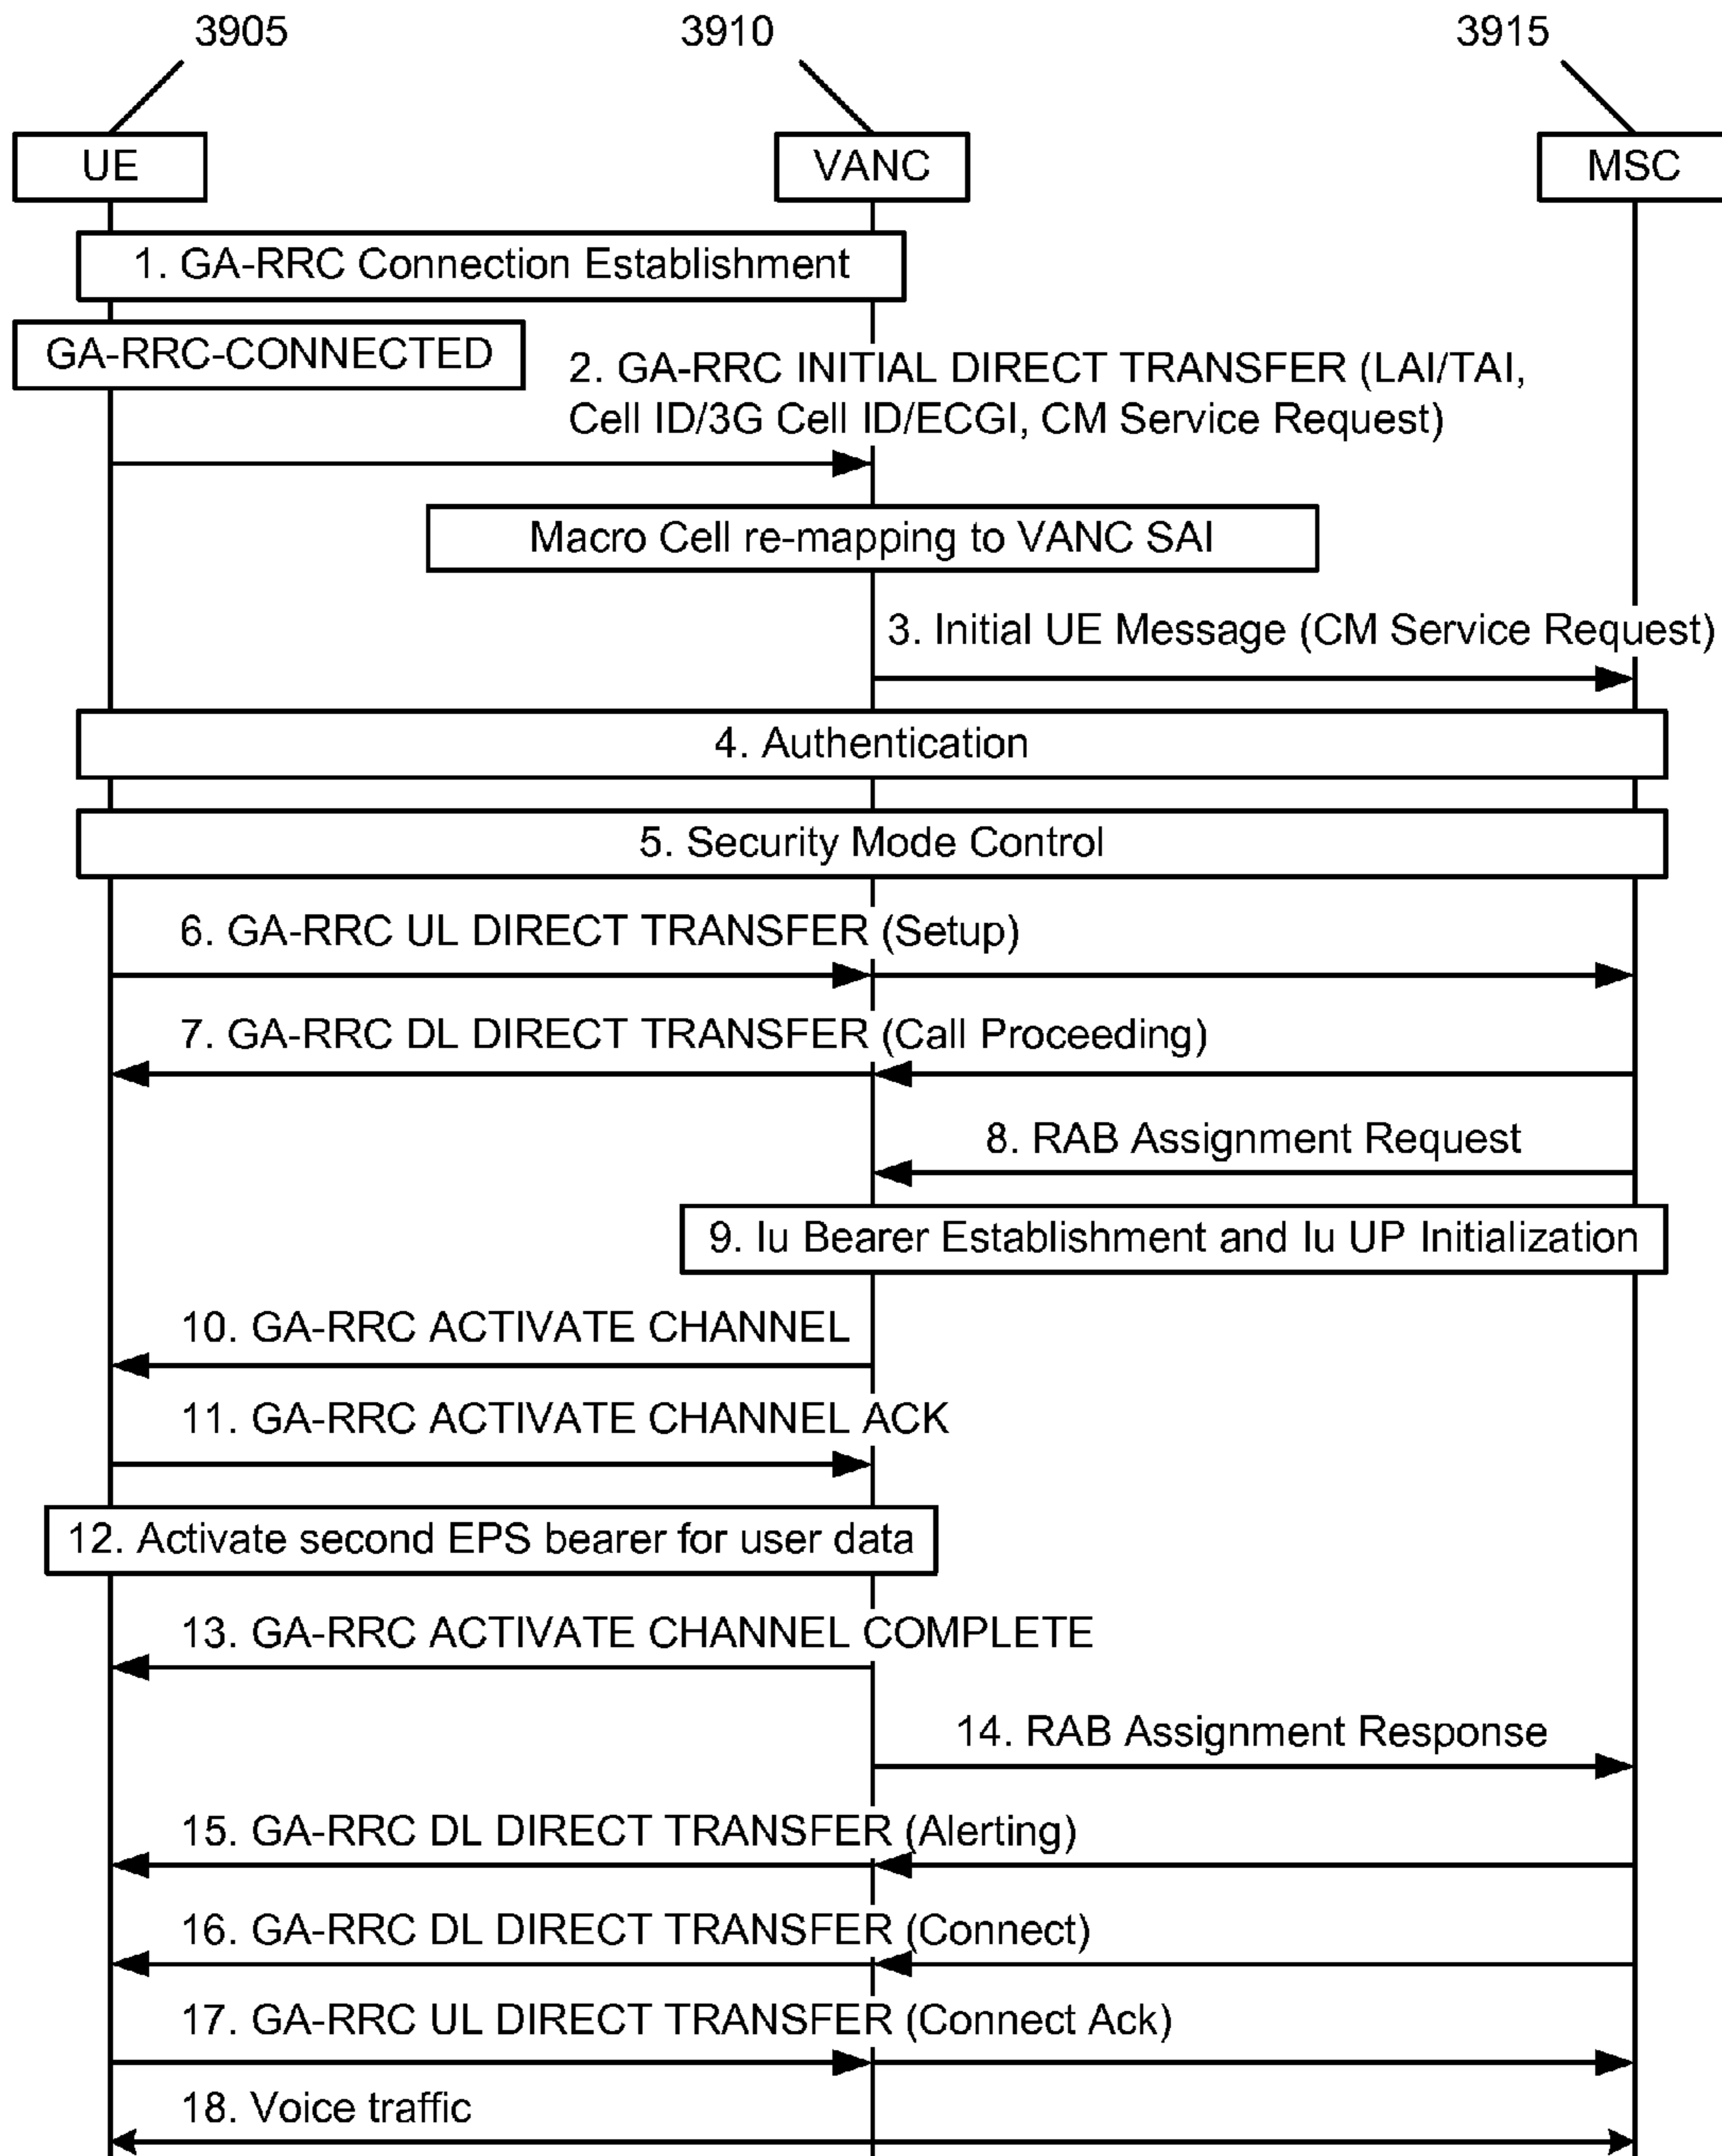 3905
3910
3915
UE
VANC
MSC
1. GA-RRC Connection Establishment
GA-RRC-CONNECTED
2. GA-RRC INITIAL DIRECT TRANSFER (LAI/TAI,
Cell ID/3G Cell ID/ECGI, CM Service Request)
Macro Cell re-mapping to VANC SAI
3. Initial UE Message (CM Service Request)
4. Authentication
5. Security Mode Control
6. GA-RRC UL DIRECT TRANSFER (Setup)
7. GA-RRC DL DIRECT TRANSFER (Call Proceeding)
8. RAB Assignment Request
9. Iu Bearer Establishment and Iu UP Initialization
10. GA-RRC ACTIVATE CHANNEL
11. GA-RRC ACTIVATE CHANNEL ACK
12. Activate second EPS bearer for user data
13. GA-RRC ACTIVATE CHANNEL COMPLETE
14. RAB Assignment Response
15. GA-RRC DL DIRECT TRANSFER (Alerting)
16. GA-RRC DL DIRECT TRANSFER (Connect)
17. GA-RRC UL DIRECT TRANSFER (Connect Ack)
18. Voice traffic